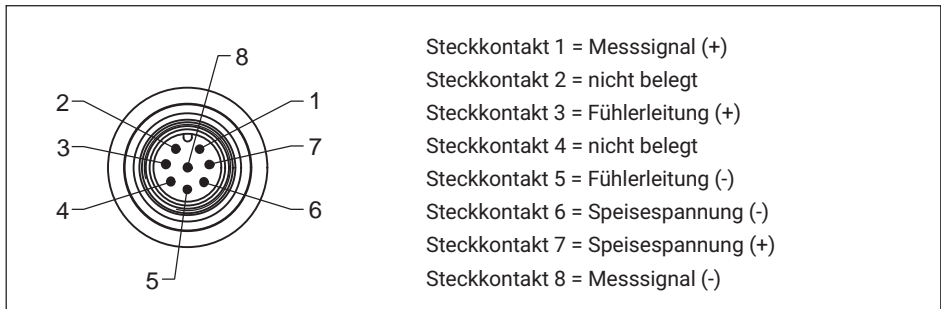 8
2
1
3
7
4
6
5
Steckkontakt 1 = Messsignal (+)
Steckkontakt 2 = nicht belegt
Steckkontakt 3 = Fühlerleitung (+)
Steckkontakt 4 = nicht belegt
Steckkontakt 5 = Fühlerleitung (-)
Steckkontakt 6 = Speisespannung (-)
Steckkontakt 7 = Speisespannung (+)
Steckkontakt 8 = Messsignal (-)